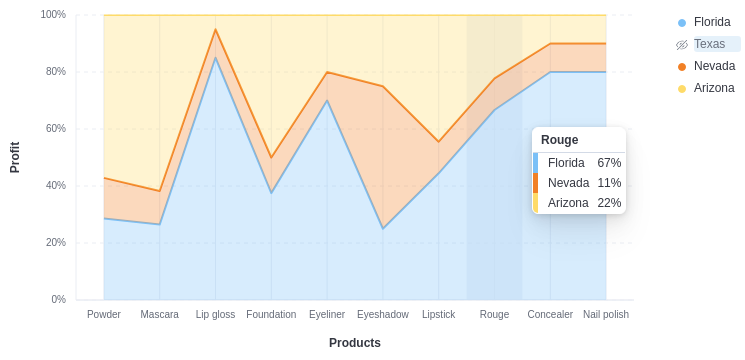 100%
80%
60%
40%
20%
0%
Profit
Powder
Mascara
Lip gloss
Foundation
Eyeliner
Eyeshadow
Lipstick
Rouge
Concealer
Nail polish
Products
Rouge
Florida 67%
Nevada 11%
Arizona 22%
Florida
Texas
Nevada
Arizona